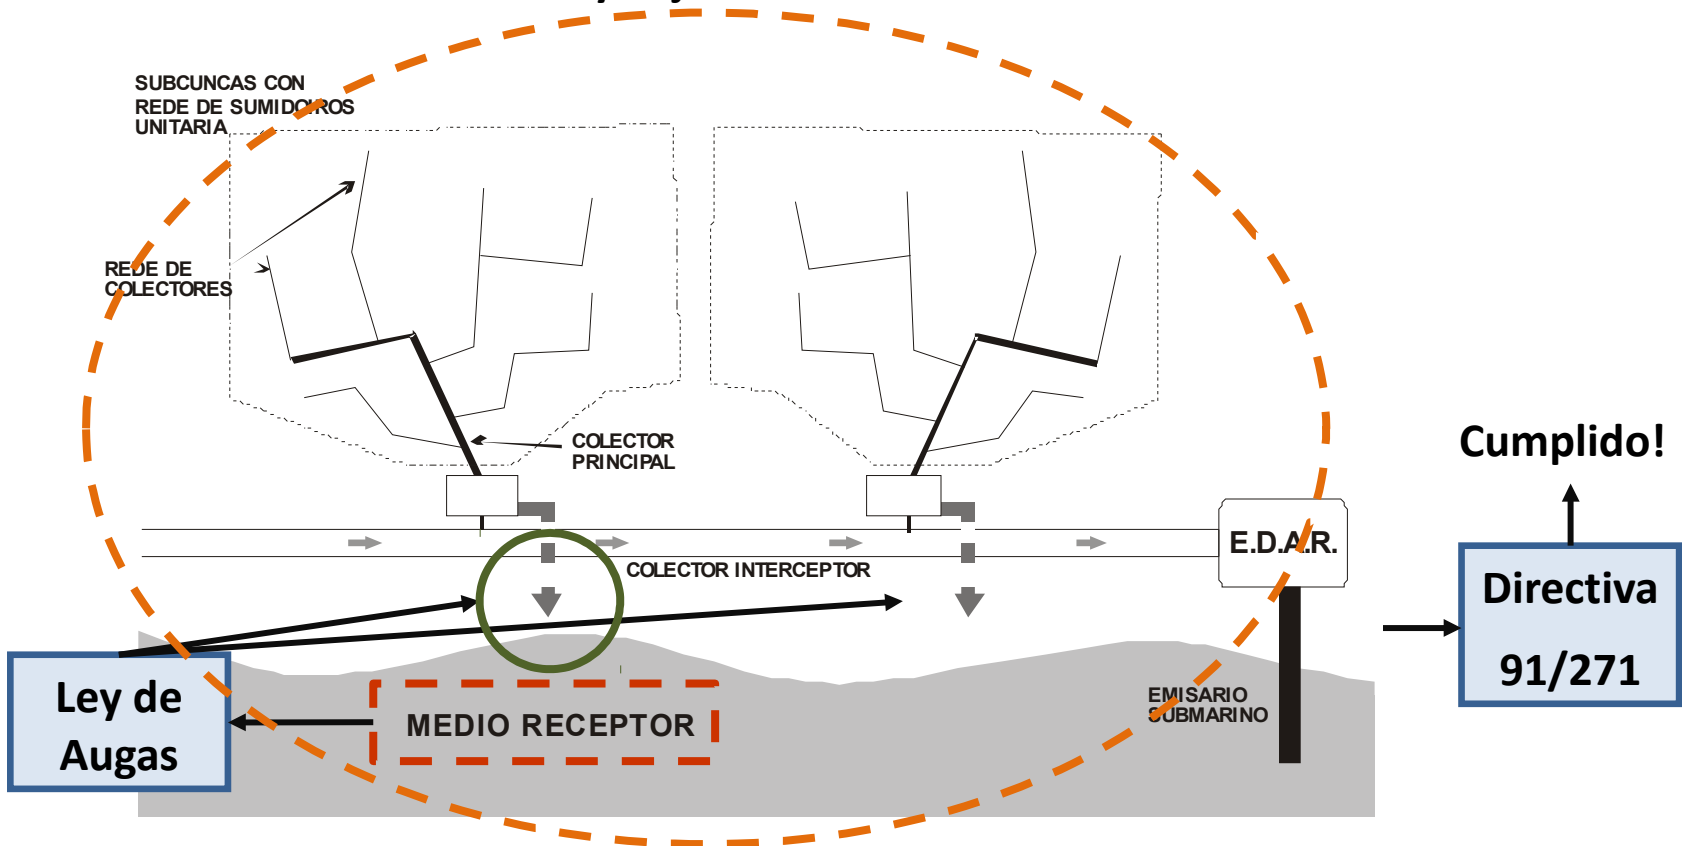 SUBCUNCAS CON
REDE DE SUMIDOIROS
UNITARIA
REDE DE
COLECTORES
COLECTOR
PRINCIPAL
Cumplido!
E.D.A.R.
COLECTOR INTERCEPTOR
Directiva
91/271
Ley de
Augas
MEDIO RECEPTOR
EMISARIO
SUBMARINO